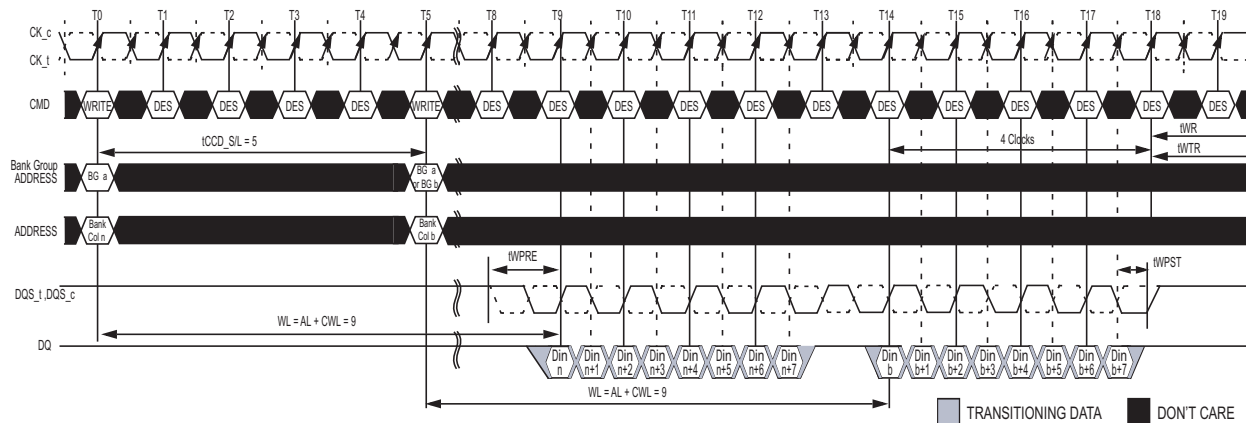 T0 T1 T2 T3 T4 T5 T8 T9 T10 T11 T12 T13 T14 T15 T16 T17 T18 T19
CK_c
CK_t
CMD WRITE DES DES DES DES WRITE DES DES DES DES DES DES DES DES DES DES DES DES
tCCD_S/L = 5
4 Clocks
tWR
tWTR
Bank Group
ADDRESS
BG a
BG a
or BG b
ADDRESS
Bank
Col n
Bank
Col b
tWPRE
tWPST
DQS_t ,DQS_c
WL = AL + CWL = 9
DQ
Din
n
Din
n+1
Din
n+2
Din
n+3
Din
n+4
Din
n+5
Din
n+6
Din
n+7
Din
b
Din
b+1
Din
b+2
Din
b+3
Din
b+4
Din
b+5
Din
b+6
Din
b+7
WL = AL + CWL = 9
TRANSITIONING DATA
DON'T CARE